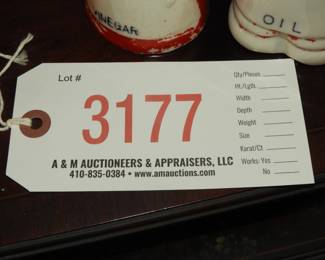 VINEGAR
OIL
Lot #
3177
A & M AUCTIONEERS & APPRAISERS, LLC
410-835-0384 • www.amauctions.com
Qty/Pieces
Ht./Lgth.
Width
Depth
Weight
Size
Karat/Ct
Works: Yes
No